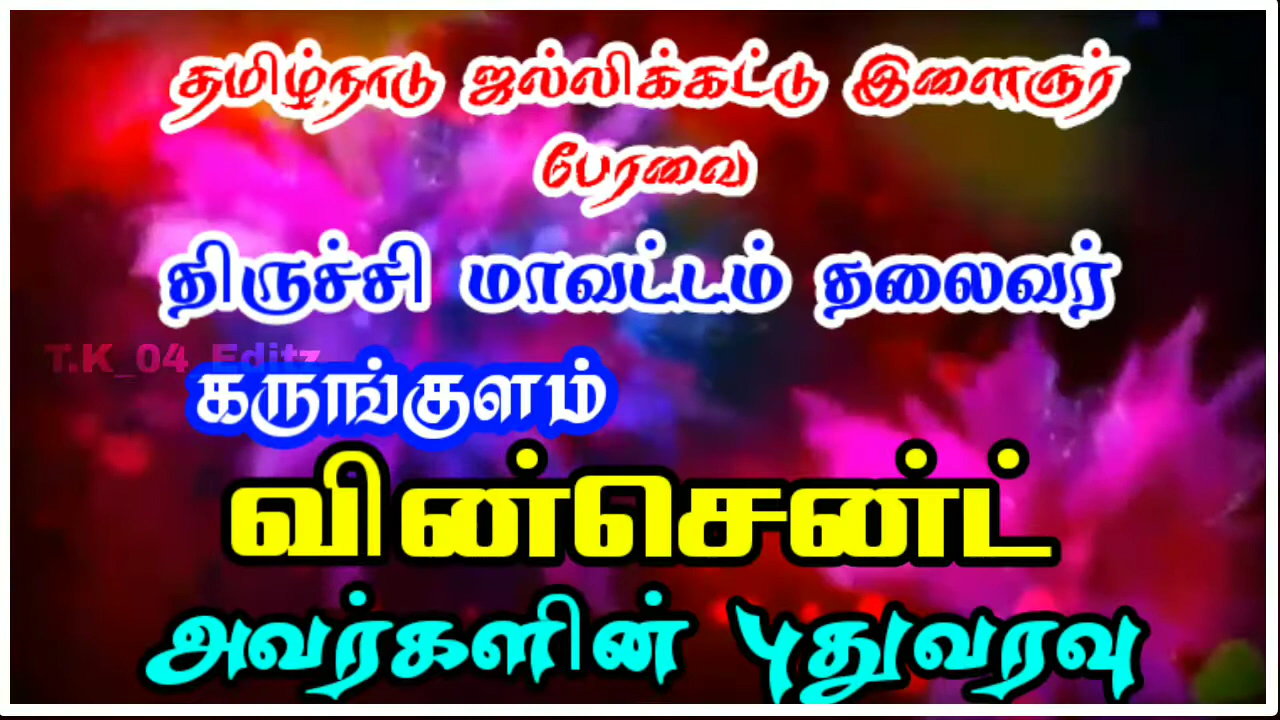 தமிழ்நாடு ஜல்லிக்கட்டு இளைஞர்
பேரவை
திருச்சி மாவட்டம் தலைவர்
T.K_04_Editz
கருங்குளம்
வின்செண்ட்
அவர்களின் புதுவரவு